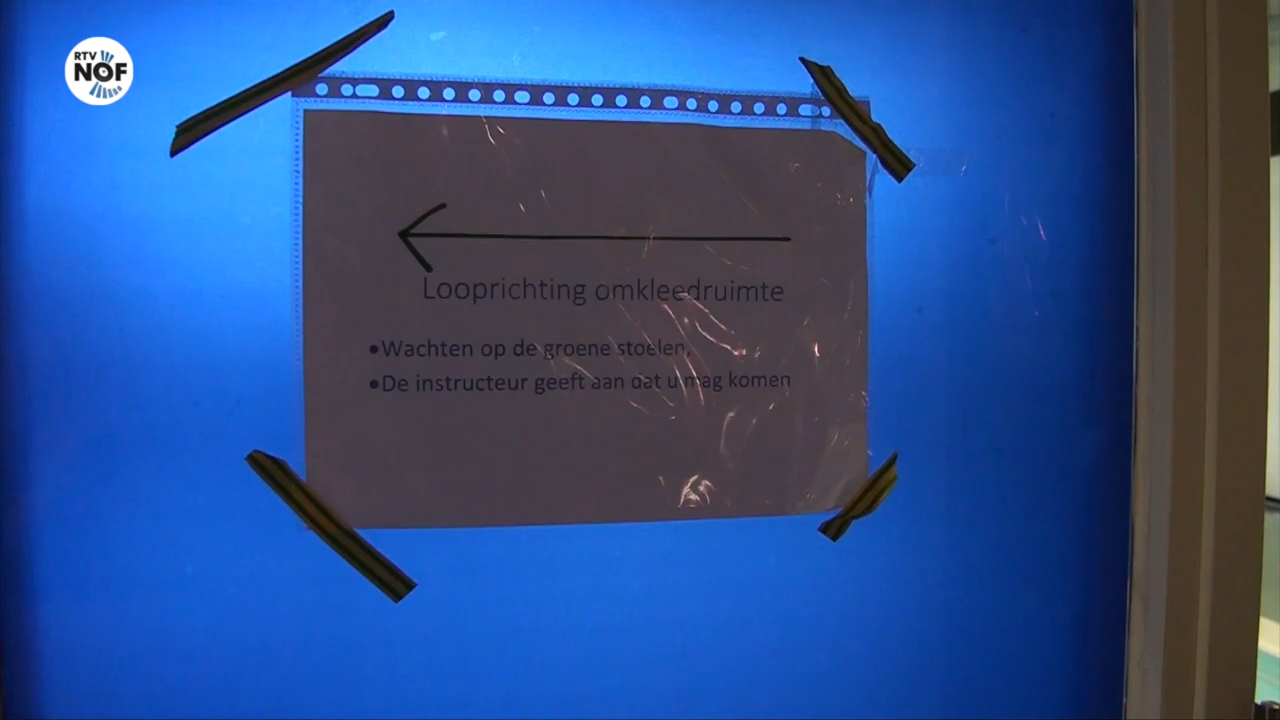 RTV
NOF
Looprichting omkleedruimte
•Wachten op de groene stoelen,
•De instructeur geeft aan dat u mag komen